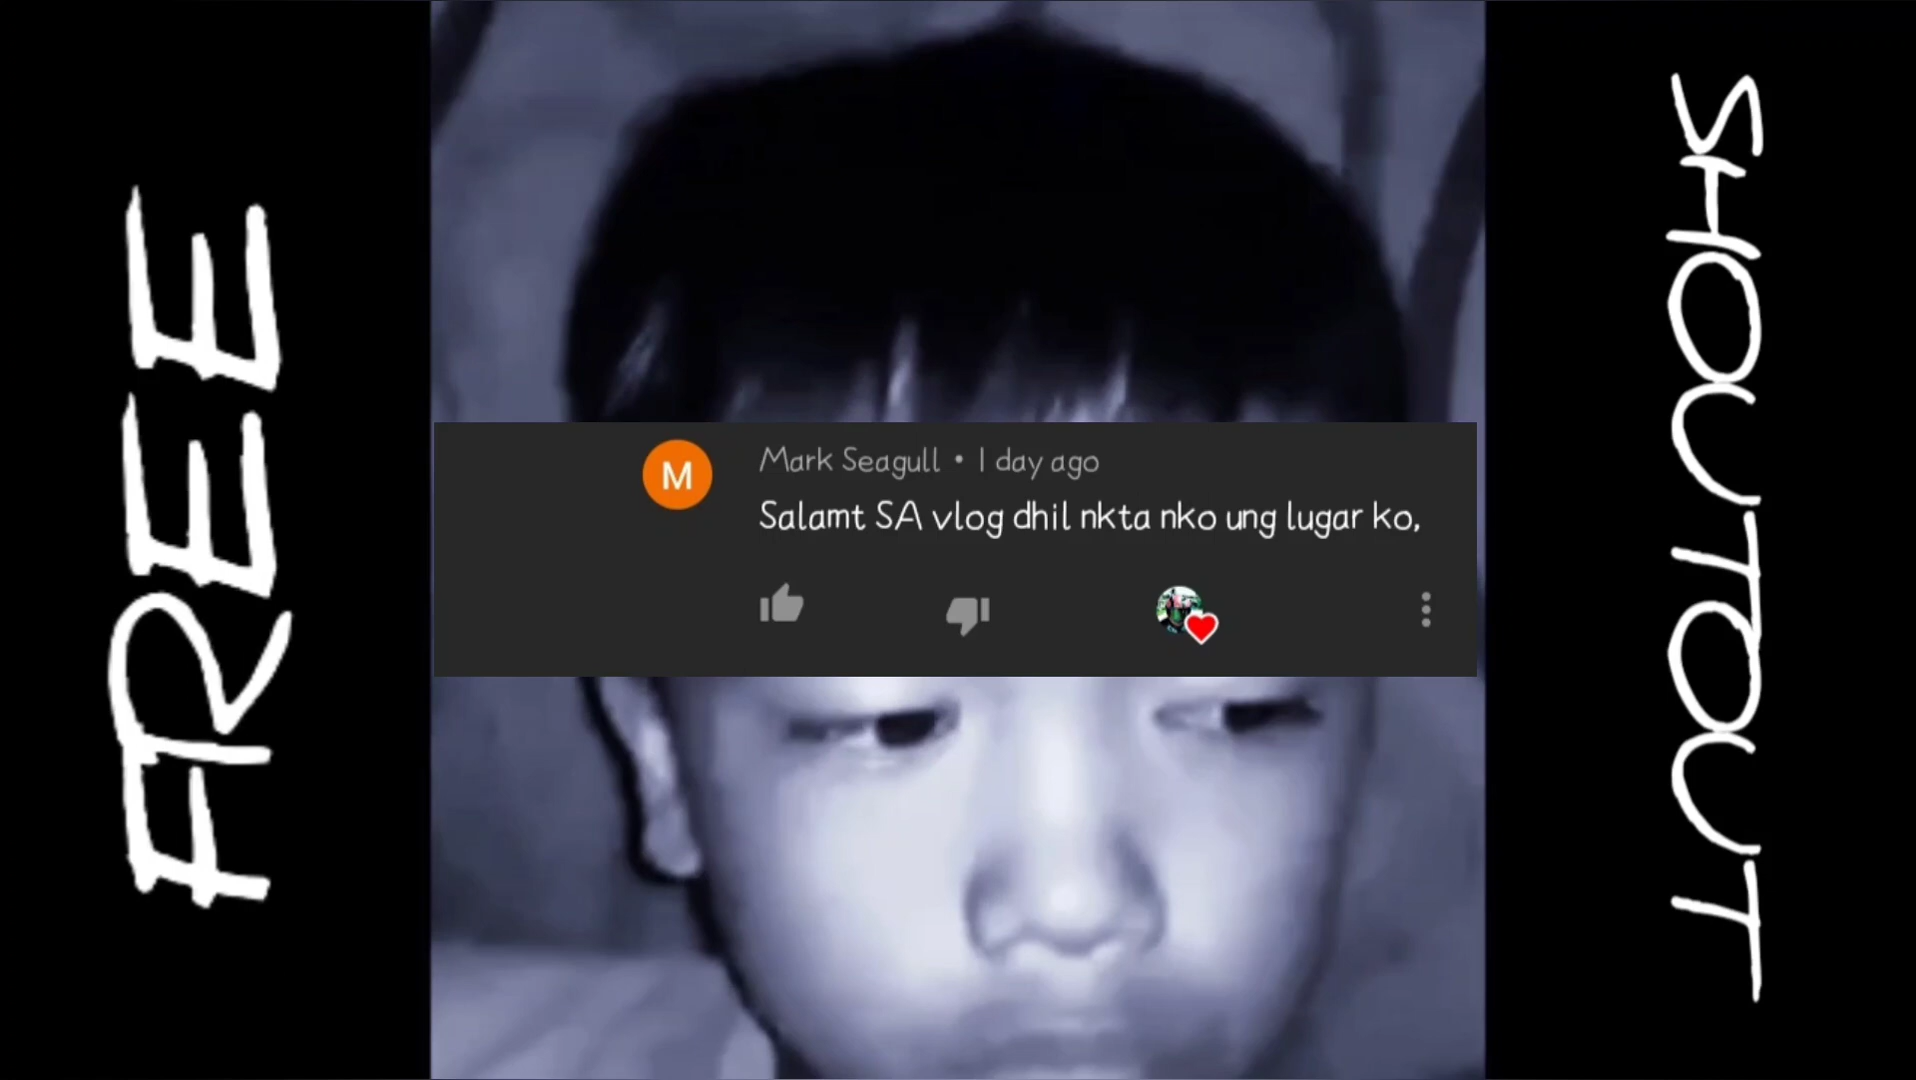 FREE
SHOUTOUT
M
Mark Seagull • 1 day ago
Salamt SA vlog dhil nkta nko ung lugar ko,